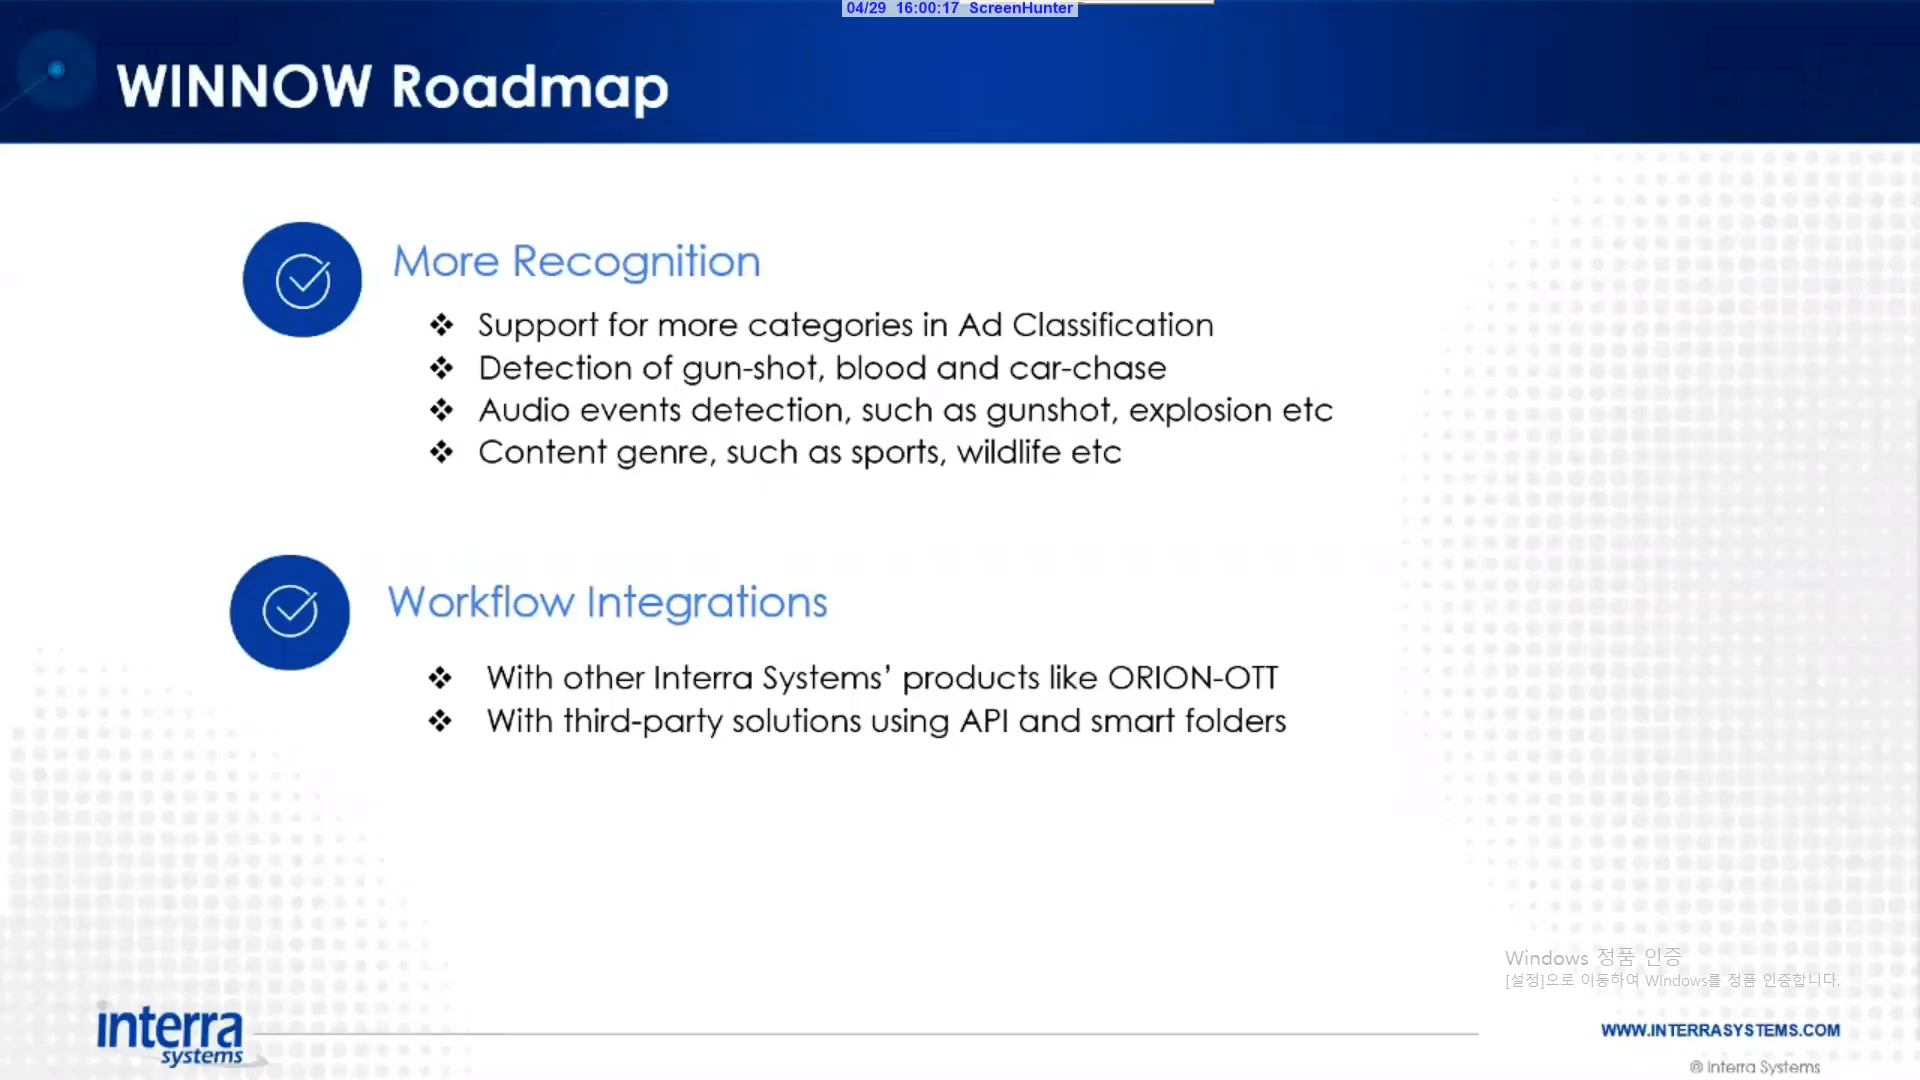 04/29 16:00:17 ScreenHunter
WINNOW Roadmap
More Recognition
❖ Support for more categories in Ad Classification
❖ Detection of gun-shot, blood and car-chase
❖ Audio events detection, such as gunshot, explosion etc
❖ Content genre, such as sports, wildlife etc
Workflow Integrations
❖ With other Interra Systems’ products like ORION-OTT
❖ With third-party solutions using API and smart folders
Windows 정품 인증
[설정]으로 이동하여 Windows를 정품 인증합니다.
interra
systems
WWW.INTERRASYSTEMS.COM
@ Interra Systems